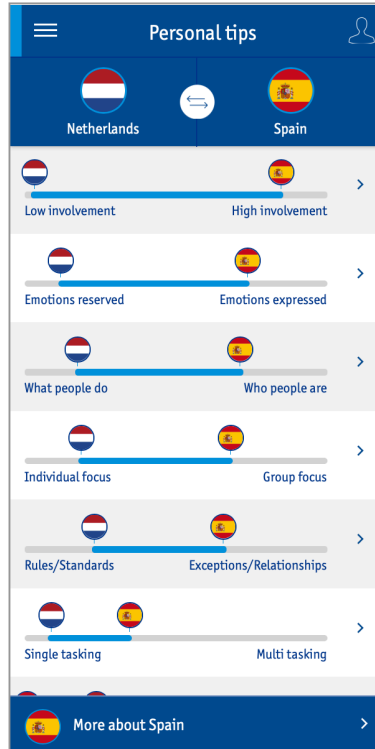 Personal tips
Netherlands Spain
Low involvement High involvement
Emotions reserved Emotions expressed
What people do Who people are
Individual focus Group focus
Rules/Standards Exceptions/Relationships
Single tasking Multi tasking
More about Spain